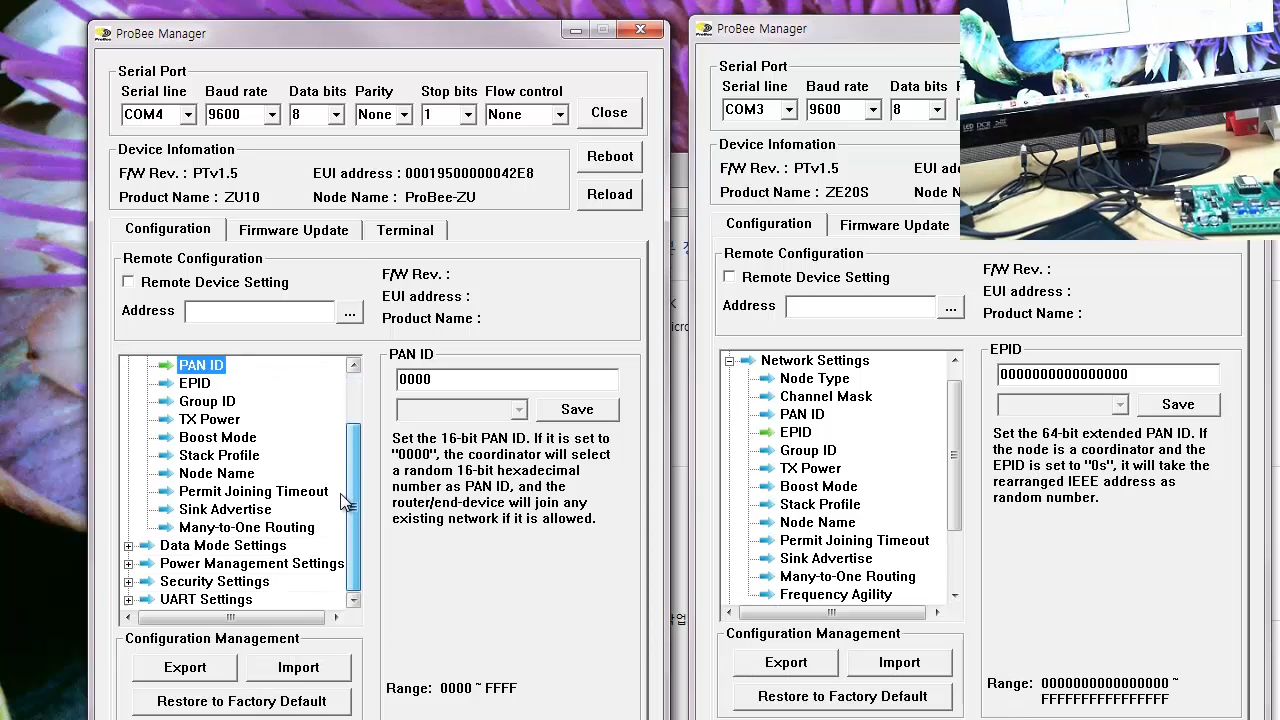 ProBee Manager
Serial Port
Serial line Baud rate Data bits Parity Stop bits Flow control
COM4 9600 8 None 1 None Close
Device Infomation
F/W Rev. : PTv1.5 EUI address : 00019500000042E8
Product Name : ZU10 Node Name : ProBee-ZU
Reboot
Reload
Configuration Firmware Update Terminal
Remote Configuration
Remote Device Setting
Address ...
F/W Rev. :
EUI address :
Product Name :
PAN ID
EPID
Group ID
TX Power
Boost Mode
Stack Profile
Node Name
Permit Joining Timeout
Sink Advertise
Many-to-One Routing
Data Mode Settings
Power Management Settings
Security Settings
UART Settings
PAN ID
0000
Save
Set the 16-bit PAN ID. If it is set to
"0000", the coordinator will select
a random 16-bit hexadecimal
number as PAN ID, and the
router/end-device will join any
existing network if it is allowed.
Range: 0000 ~ FFFF
Configuration Management
Export Import
Restore to Factory Default
ProBee Manager
Serial Port
Serial line Baud rate Data bits
COM3 9600 8
Device Infomation
F/W Rev. : PTv1.5 EUI ad
Product Name : ZE20S Node N
Configuration Firmware Update
Remote Configuration
Remote Device Setting
Address ...
F/W Rev. :
EUI address :
Product Name :
Network Settings
Node Type
Channel Mask
PAN ID
EPID
Group ID
TX Power
Boost Mode
Stack Profile
Node Name
Permit Joining Timeout
Sink Advertise
Many-to-One Routing
Frequency Agility
EPID
0000000000000000
Save
Set the 64-bit extended PAN ID. If
the node is a coordinator and the
EPID is set to "0s", it will take the
rearranged IEEE address as
random number.
Range: 0000000000000000 ~
FFFFFFFFFFFFFFFF
Configuration Management
Export Import
Restore to Factory Default